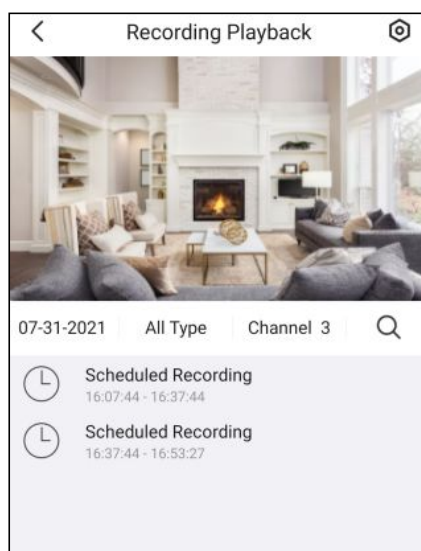 Recording Playback
07-31-2021 All Type Channel 3
Scheduled Recording
16:07:44 - 16:37:44
Scheduled Recording
16:37:44 - 16:53:27